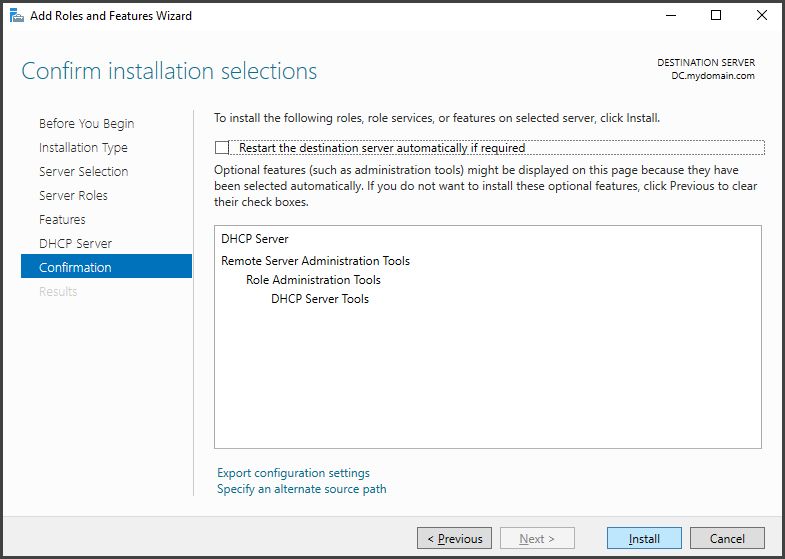 Add Roles and Features Wizard
Confirm installation selections
DESTINATION SERVER
DC.mydomain.com
Before You Begin
Installation Type
Server Selection
Server Roles
Features
DHCP Server
Confirmation
Results
To install the following roles, role services, or features on selected server, click Install.
Restart the destination server automatically if required
Optional features (such as administration tools) might be displayed on this page because they have
been selected automatically. If you do not want to install these optional features, click Previous to clear
their check boxes.
DHCP Server
Remote Server Administration Tools
Role Administration Tools
DHCP Server Tools
Export configuration settings
Specify an alternate source path
< Previous
Next >
Install
Cancel